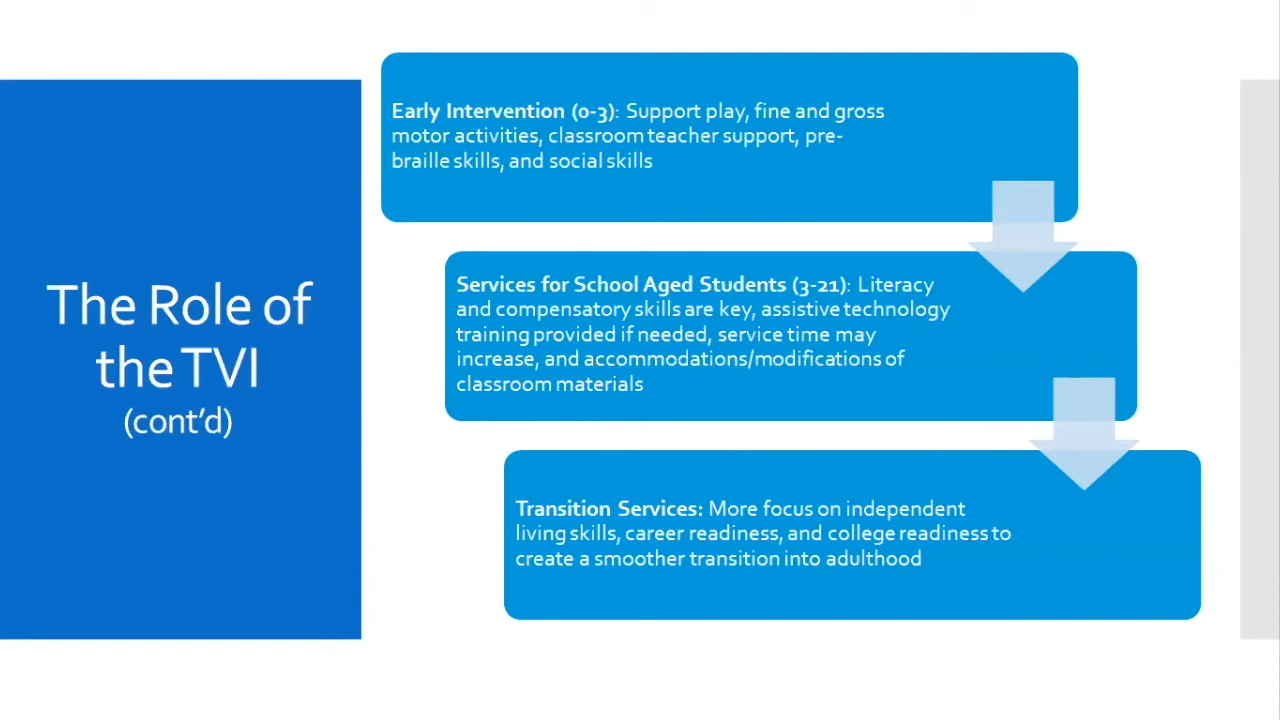 The Role of
the TVI
(cont’d)
Early Intervention (0-3): Support play, fine and gross
motor activities, classroom teacher support, pre-
braille skills, and social skills
Services for School Aged Students (3-21): Literacy
and compensatory skills are key, assistive technology
training provided if needed, service time may
increase, and accommodations/modifications of
classroom materials
Transition Services: More focus on independent
living skills, career readiness, and college readiness to
create a smoother transition into adulthood